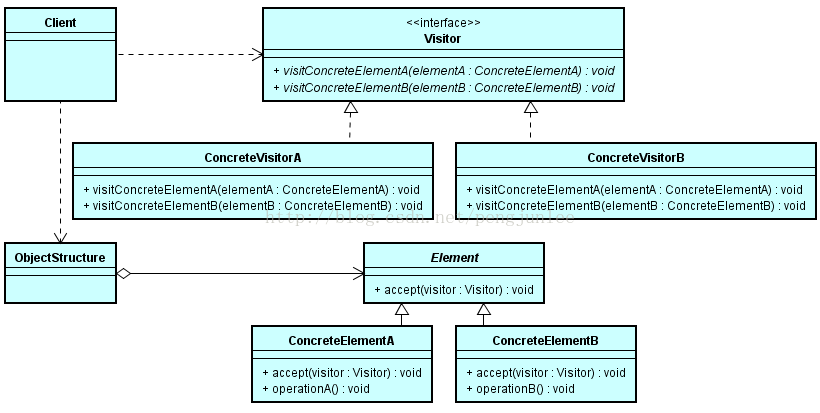 Client
<<interface>>
Visitor
+ visitConcreteElementA(elementA : ConcreteElementA) : void
+ visitConcreteElementB(elementB : ConcreteElementB) : void
ConcreteVisitorA
+ visitConcreteElementA(elementA : ConcreteElementA) : void
+ visitConcreteElementB(elementB : ConcreteElementB) : void
ConcreteVisitorB
+ visitConcreteElementA(elementA : ConcreteElementA) : void
+ visitConcreteElementB(elementB : ConcreteElementB) : void
http://blog.csdn.net/pengjunlee
ObjectStructure
Element
+ accept(visitor : Visitor) : void
ConcreteElementA
+ accept(visitor : Visitor) : void
+ operationA() : void
ConcreteElementB
+ accept(visitor : Visitor) : void
+ operationB() : void